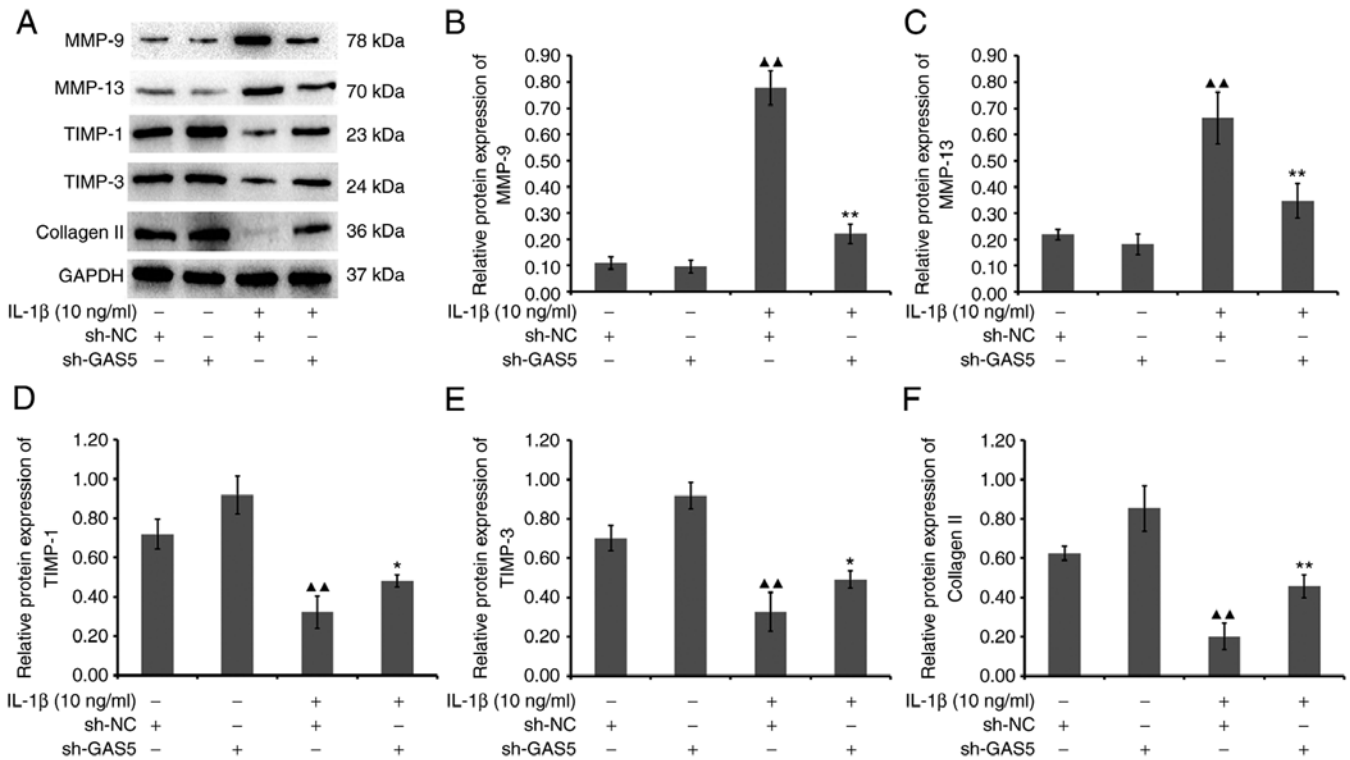 A
MMP-9 78 kDa
MMP-13 70 kDa
TIMP-1 23 kDa
TIMP-3 24 kDa
Collagen II 36 kDa
GAPDH 37 kDa
IL-1β (10 ng/ml) – – + +
sh-NC + – + –
sh-GAS5 – + – +
B
Relative protein expression of
MMP-9
0.90
0.80
0.70
0.60
0.50
0.40
0.30
0.20
0.10
0.00
▲▲
**
IL-1β (10 ng/ml) – – + +
sh-NC + – + –
sh-GAS5 – + – +
C
Relative protein expression of
MMP-13
0.90
0.80
0.70
0.60
0.50
0.40
0.30
0.20
0.10
0.00
▲▲
**
IL-1β (10 ng/ml) – – + +
sh-NC + – + –
sh-GAS5 – + – +
D
Relative protein expression of
TIMP-1
1.20
1.00
0.80
0.60
0.40
0.20
0.00
▲▲
*
IL-1β (10 ng/ml) – – + +
sh-NC + – + –
sh-GAS5 – + – +
E
Relative protein expression of
TIMP-3
1.20
1.00
0.80
0.60
0.40
0.20
0.00
▲▲
*
IL-1β (10 ng/ml) – – + +
sh-NC + – + –
sh-GAS5 – + – +
F
Relative protein expression of
Collagen II
1.20
1.00
0.80
0.60
0.40
0.20
0.00
▲▲
**
IL-1β (10 ng/ml) – – + +
sh-NC + – + –
sh-GAS5 – + – +